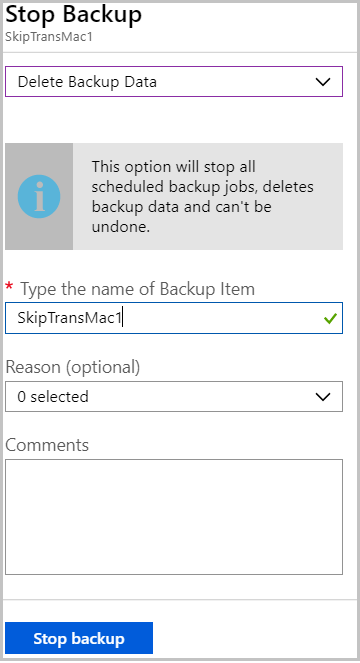 Stop Backup
SkipTransMac1
Delete Backup Data
This option will stop all
scheduled backup jobs, deletes
backup data and can't be
undone.
* Type the name of Backup Item
SkipTransMac1
Reason (optional)
0 selected
Comments
Stop backup